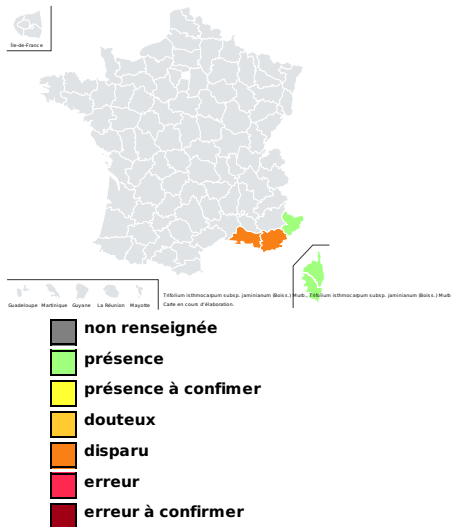 Île-de-France
Guadeloupe Martinique Guyane La Réunion Mayotte
Trifolium isthmocarpum subsp. jaminianum (Boiss.) Murb., Trifolium isthmocarpum subsp. jaminianum (Boiss.) Murb
Carte en cours d'élaboration.
non renseignée
présence
présence à confimer
douteux
disparu
erreur
erreur à confirmer